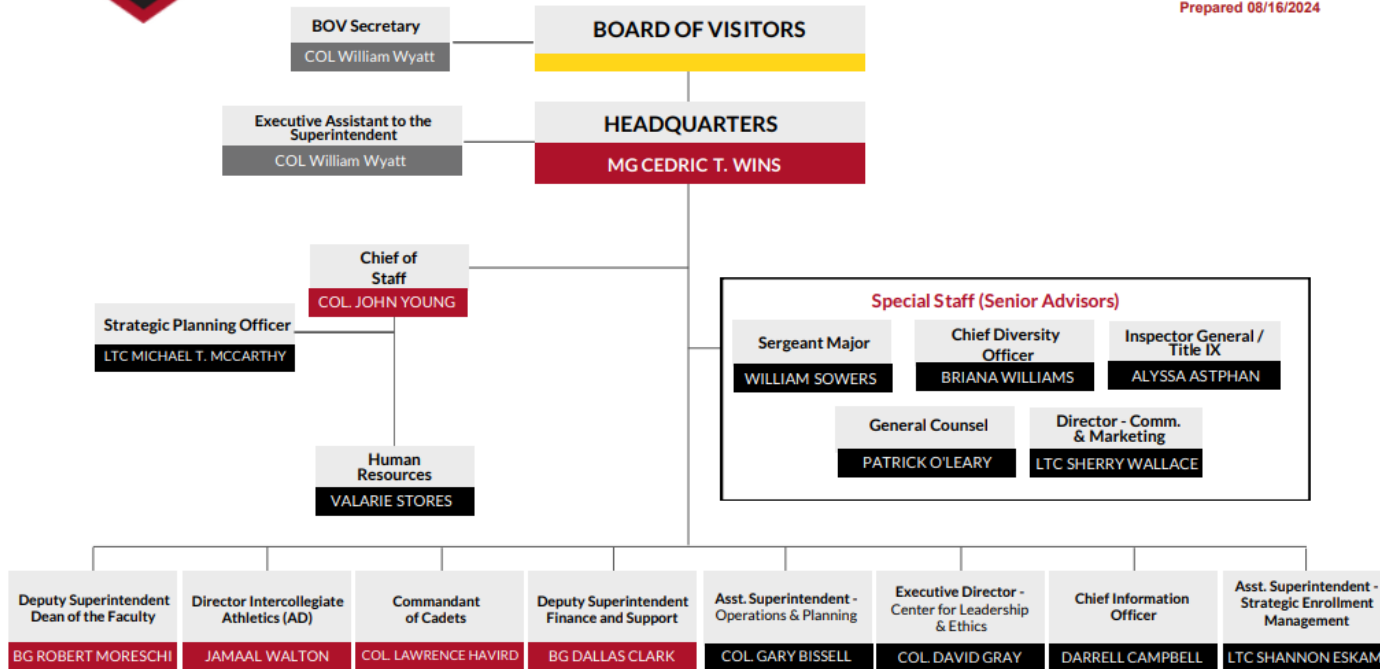 Prepared 08/16/2024
BOV Secretary
COL William Wyatt
BOARD OF VISITORS
Executive Assistant to the
Superintendent
COL William Wyatt
HEADQUARTERS
MG CEDRIC T. WINS
Chief of
Staff
COL. JOHN YOUNG
Strategic Planning Officer
LTC MICHAEL T. MCCARTHY
Human
Resources
VALARIE STORES
Special Staff (Senior Advisors)
Sergeant Major
WILLIAM SOWERS
Chief Diversity
Officer
BRIANA WILLIAMS
Inspector General /
Title IX
ALYSSA ASTPHAN
General Counsel
PATRICK O'LEARY
Director - Comm.
& Marketing
LTC SHERRY WALLACE
Deputy Superintendent
Dean of the Faculty
BG ROBERT MORESCHI
Director Intercollegiate
Athletics (AD)
JAMAAL WALTON
Commandant
of Cadets
COL. LAWRENCE HAVIRD
Deputy Superintendent
Finance and Support
BG DALLAS CLARK
Asst. Superintendent -
Operations & Planning
COL. GARY BISSELL
Executive Director -
Center for Leadership
& Ethics
COL. DAVID GRAY
Chief Information
Officer
DARRELL CAMPBELL
Asst. Superintendent -
Strategic Enrollment
Management
LTC SHANNON ESKAM